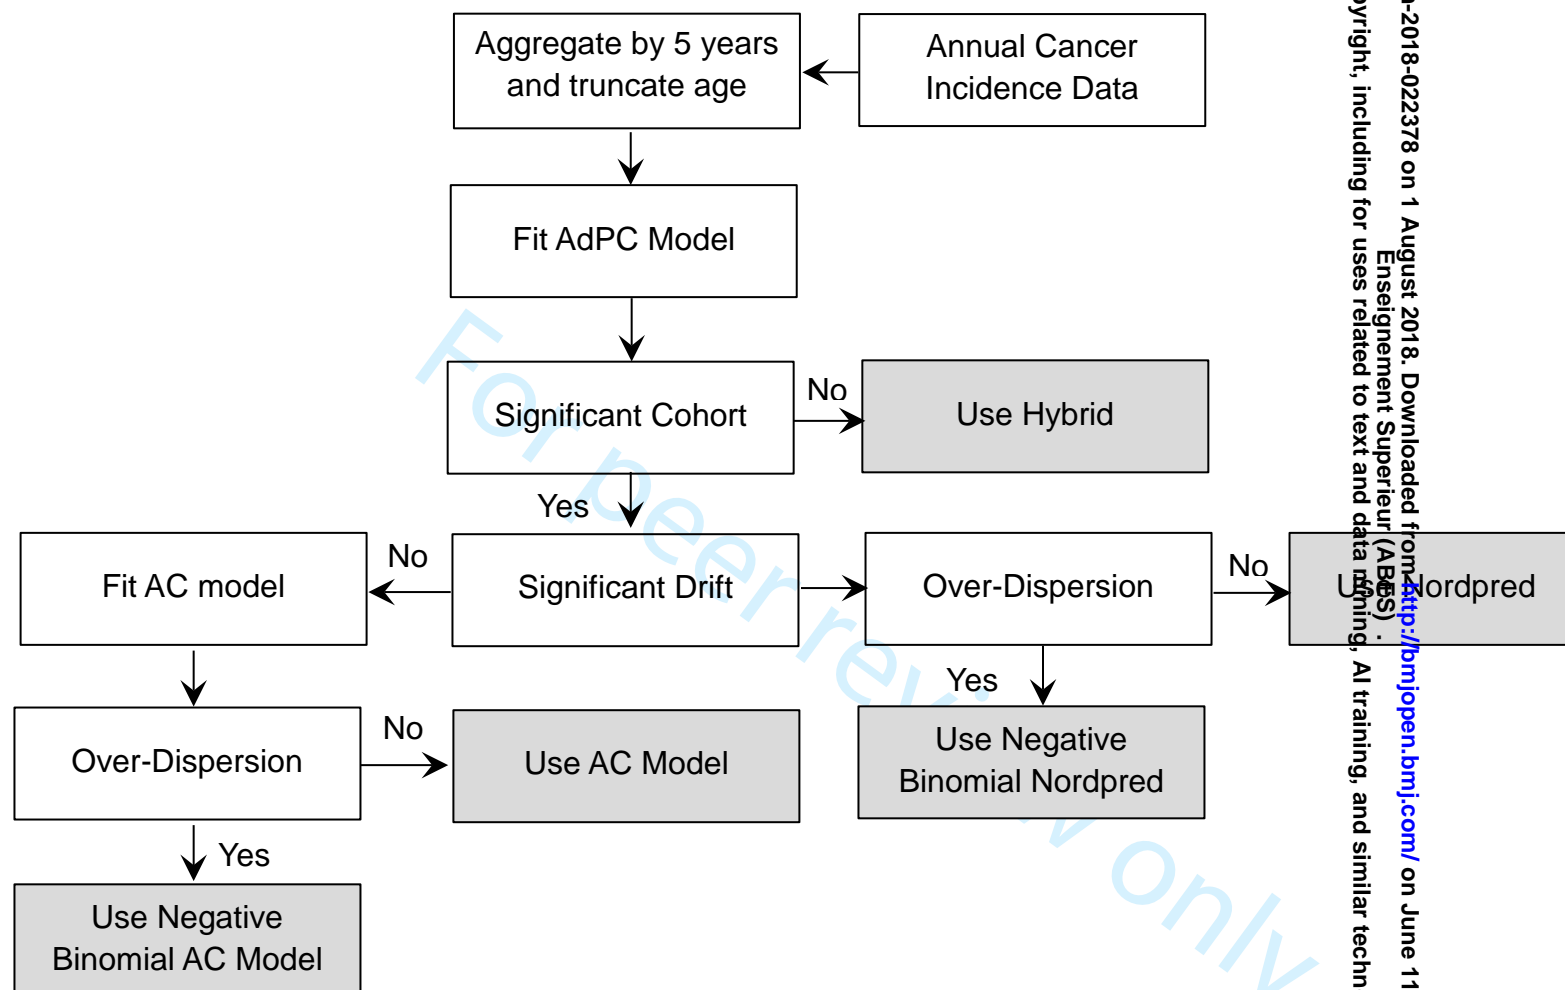 Aggregate by 5 years
and truncate age
Annual Cancer
Incidence Data
Fit AdPC Model
Significant Cohort
No
Use Hybrid
Yes
Fit AC model
No
Significant Drift
Over-Dispersion
No
Use Nordpred
Over-Dispersion
No
Use AC Model
Yes
Use Negative
Binomial Nordpred
Yes
Use Negative
Binomial AC Model
For peer review only
-2018-022378 on 1 August 2018. Downloaded from http://bmjopen.bmj.com/ on June 11
Enseignement Superieur (ABES) .
pyright, including for uses related to text and data mining, AI training, and similar techn